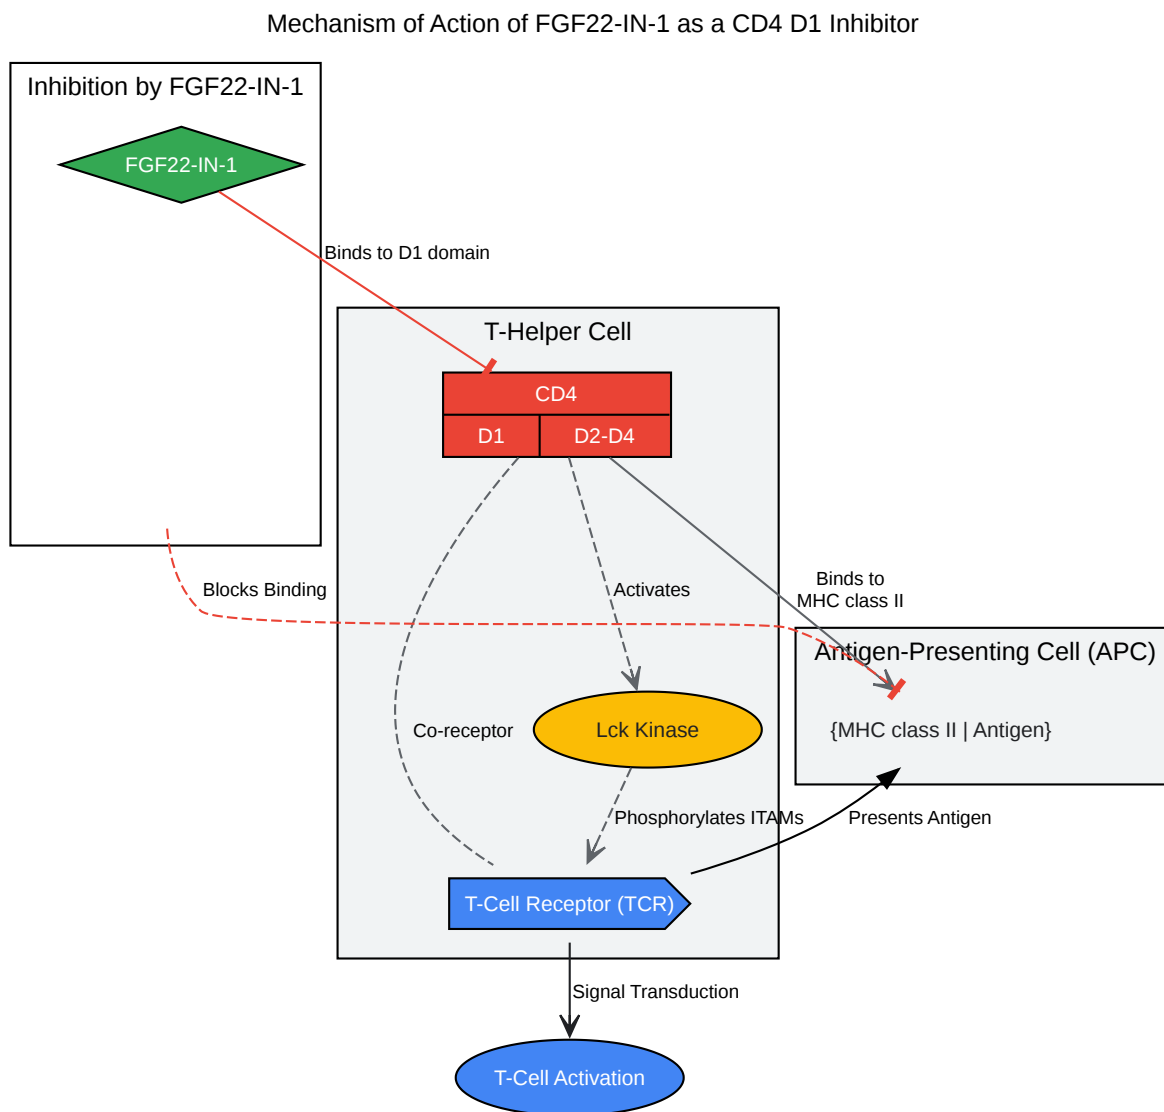 Mechanism of Action of FGF22-IN-1 as a CD4 D1 Inhibitor
Inhibition by FGF22-IN-1
FGF22-IN-1
Binds to D1 domain
T-Helper Cell
CD4
D1
D2-D4
Blocks Binding
Activates
Binds to
MHC class II
Antigen-Presenting Cell (APC)
{MHC class II | Antigen}
Co-receptor
Lck Kinase
Phosphorylates ITAMs
Presents Antigen
T-Cell Receptor (TCR)
Signal Transduction
T-Cell Activation